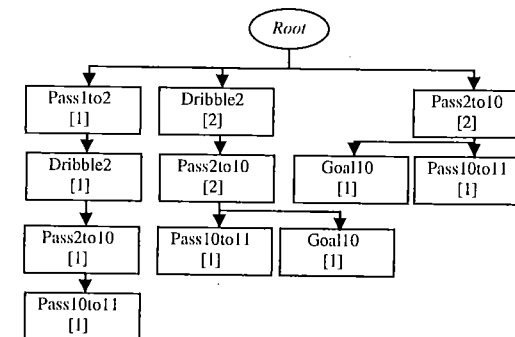 Root
Pass1to2
[1]
Dribble2
[2]
Pass2to10
[2]
Dribble2
[1]
Pass2to10
[2]
Goal10
[1]
Pass10to11
[1]
Pass2to10
[1]
Pass10to11
[1]
Goal10
[1]
Pass10to11
[1]